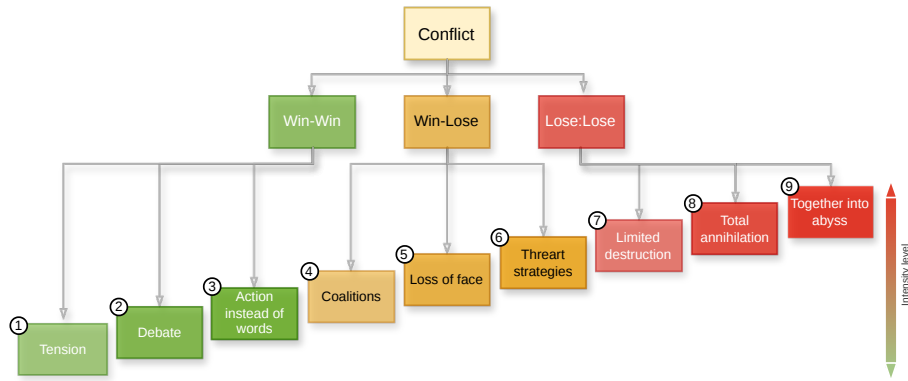 Conflict
Win-Win
Win-Lose
Lose:Lose
1
Tension
2
Debate
3
Action
instead of
words
4
Coalitions
5
Loss of face
6
Threart
strategies
7
Limited
destruction
8
Total
annihilation
9
Together into
abyss
Intensity level